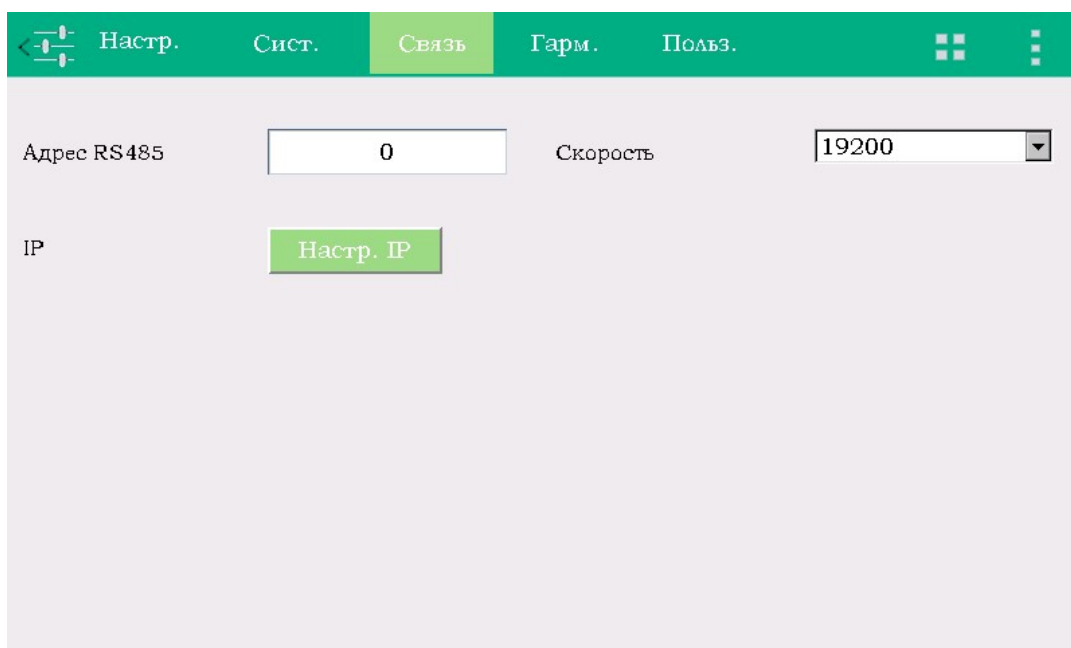 Настр. Сист. Связь Гарм. Польз.
Адрес RS485 0 Скорость 19200
IP Настр. IP